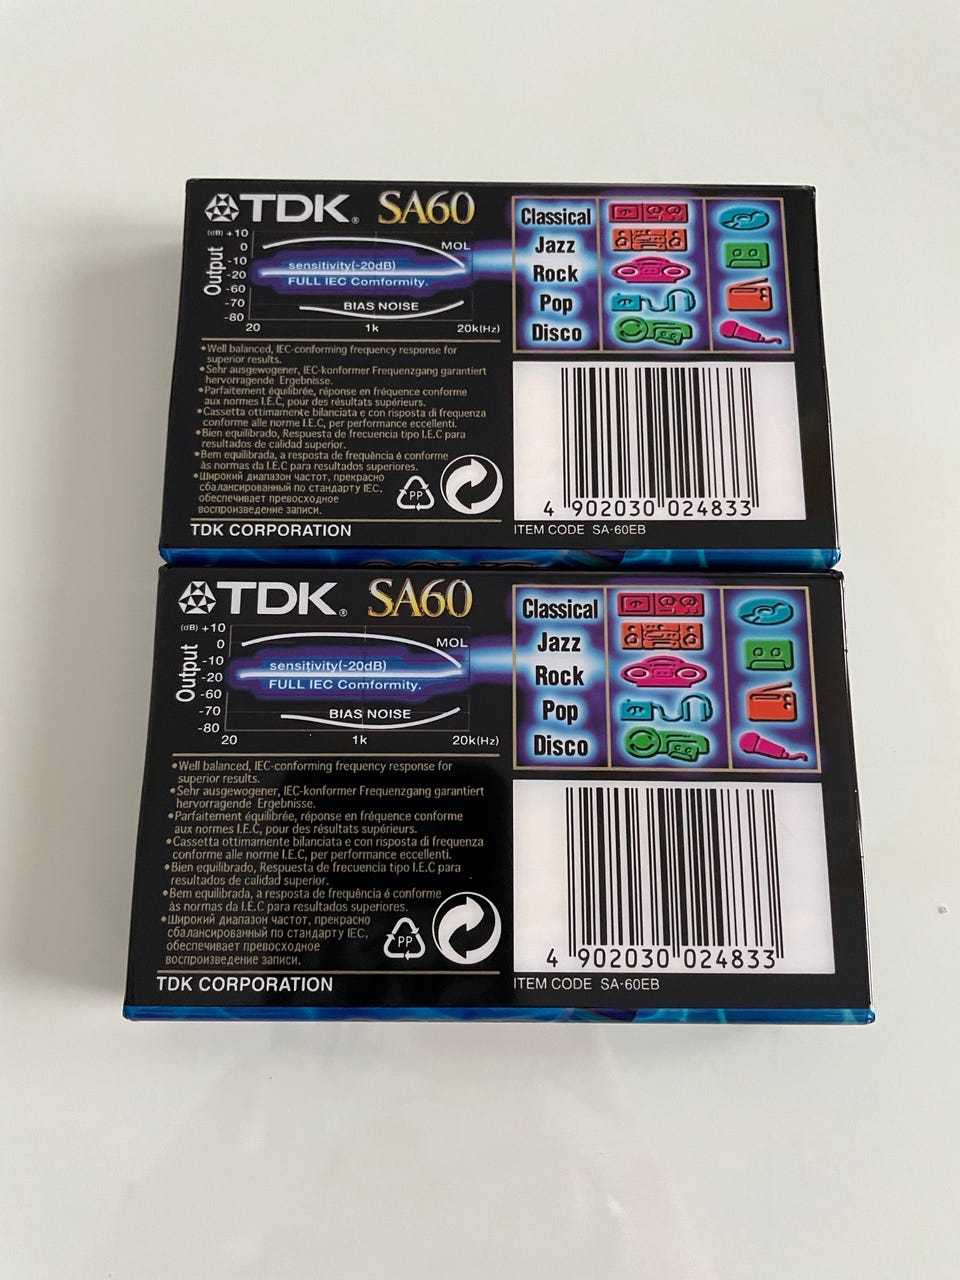 TDK® SA60
(dB) +10
0
-10
-20
-60
-70
-80
Output
MOL
sensitivity(-20dB)
FULL IEC Comformity.
BIAS NOISE
20 1k 20k(Hz)
•Well balanced, IEC-conforming frequency response for
superior results.
•Sehr ausgewogener, IEC-konformer Frequenzgang garantiert
hervorragende Ergebnisse.
•Parfaitement équilibrée, réponse en fréquence conforme
aux normes I.E.C, pour des résultats supérieurs.
•Cassetta ottimamente bilanciata e con risposta di frequenza
conforme alle norme I.E.C, per performance eccellenti.
•Bien equilibrado, Respuesta de frecuencia tipo I.E.C para
resultados de calidad superior.
•Bem equilibrada, a resposta de frequência é conforme
às normas da I.E.C para resultados superiores.
•Широкий диапазон частот, прекрасно
сбалансированный по стандарту IEC,
обеспечивает превосходное
воспроизведение записи.
PP
TDK CORPORATION
Classical
Jazz
Rock
Pop
Disco
4 902030 024833
ITEM CODE SA-60EB
TDK® SA60
(dB) +10
0
-10
-20
-60
-70
-80
Output
MOL
sensitivity(-20dB)
FULL IEC Comformity.
BIAS NOISE
20 1k 20k(Hz)
•Well balanced, IEC-conforming frequency response for
superior results.
•Sehr ausgewogener, IEC-konformer Frequenzgang garantiert
hervorragende Ergebnisse.
•Parfaitement équilibrée, réponse en fréquence conforme
aux normes I.E.C, pour des résultats supérieurs.
•Cassetta ottimamente bilanciata e con risposta di frequenza
conforme alle norme I.E.C, per performance eccellenti.
•Bien equilibrado, Respuesta de frecuencia tipo I.E.C para
resultados de calidad superior.
•Bem equilibrada, a resposta de frequência é conforme
às normas da I.E.C para resultados superiores.
•Широкий диапазон частот, прекрасно
сбалансированный по стандарту IEC,
обеспечивает превосходное
воспроизведение записи.
PP
TDK CORPORATION
Classical
Jazz
Rock
Pop
Disco
4 902030 024833
ITEM CODE SA-60EB